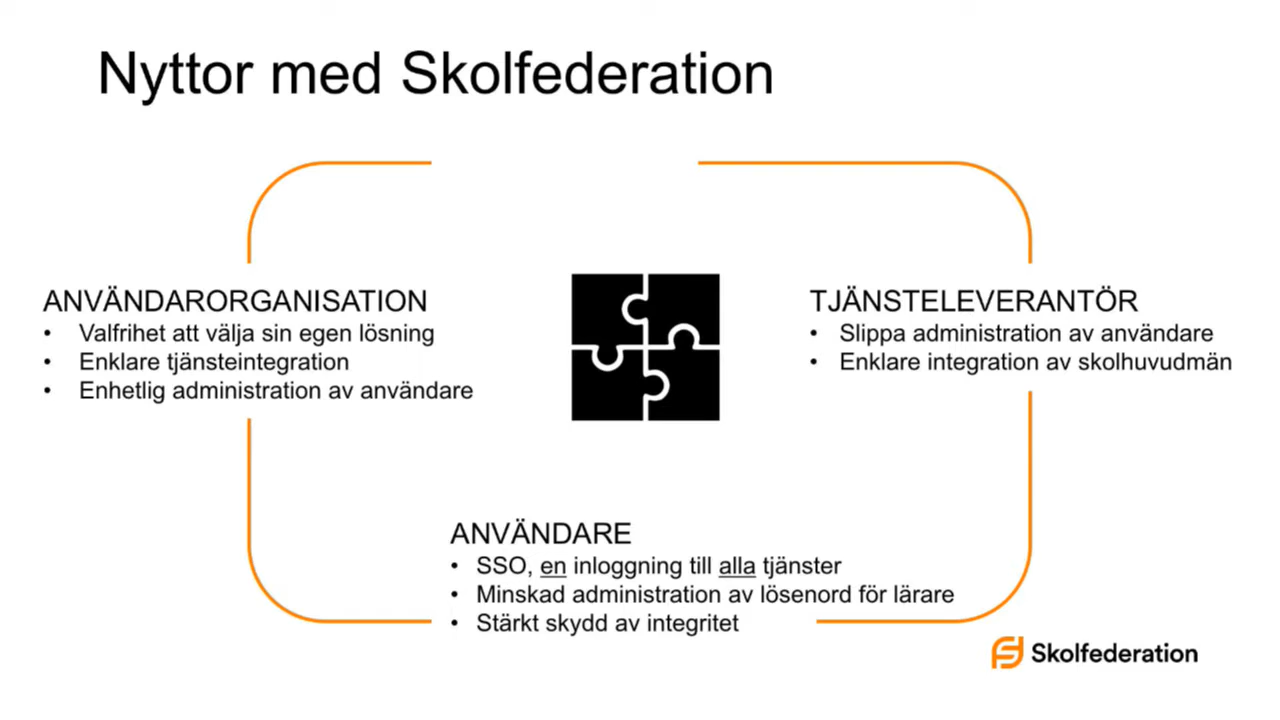 Nyttor med Skolfederation
ANVÄNDARORGANISATION
• Valfrihet att välja sin egen lösning
• Enklare tjänsteintegration
• Enhetlig administration av användare
TJÄNSTELEVERANTÖR
• Slippa administration av användare
• Enklare integration av skolhuvudmän
ANVÄNDARE
• SSO, en inloggning till alla tjänster
• Minskad administration av lösenord för lärare
• Stärkt skydd av integritet
Skolfederation